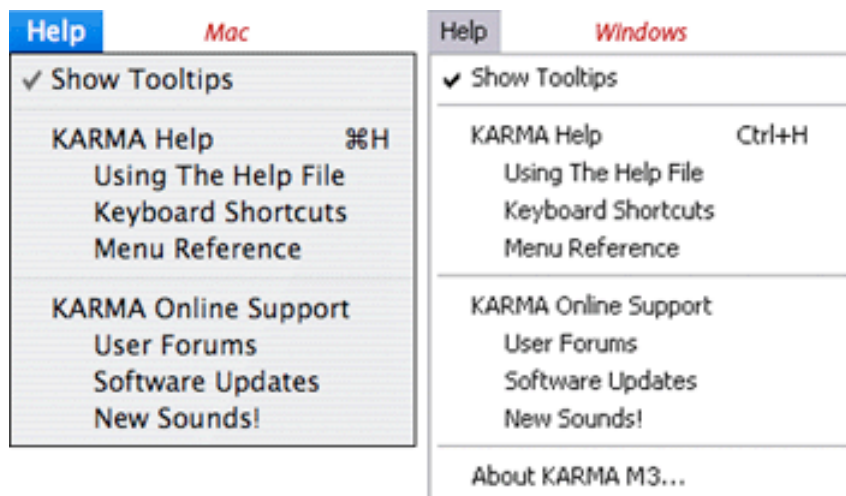 Help Mac
✓ Show Tooltips
KARMA Help ⌘H
Using The Help File
Keyboard Shortcuts
Menu Reference
KARMA Online Support
User Forums
Software Updates
New Sounds!
Help Windows
✓ Show Tooltips
KARMA Help Ctrl+H
Using The Help File
Keyboard Shortcuts
Menu Reference
KARMA Online Support
User Forums
Software Updates
New Sounds!
About KARMA M3...